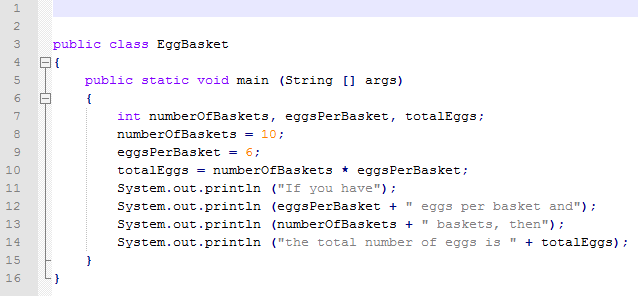 1
2
3 public class EggBasket
4 {
5 public static void main (String [] args)
6 {
7 int numberOfBaskets, eggsPerBasket, totalEggs;
8 numberOfBaskets = 10;
9 eggsPerBasket = 6;
10 totalEggs = numberOfBaskets * eggsPerBasket;
11 System.out.println ("If you have");
12 System.out.println (eggsPerBasket + " eggs per basket and");
13 System.out.println (numberOfBaskets + " baskets, then");
14 System.out.println ("the total number of eggs is " + totalEggs);
15 }
16 }